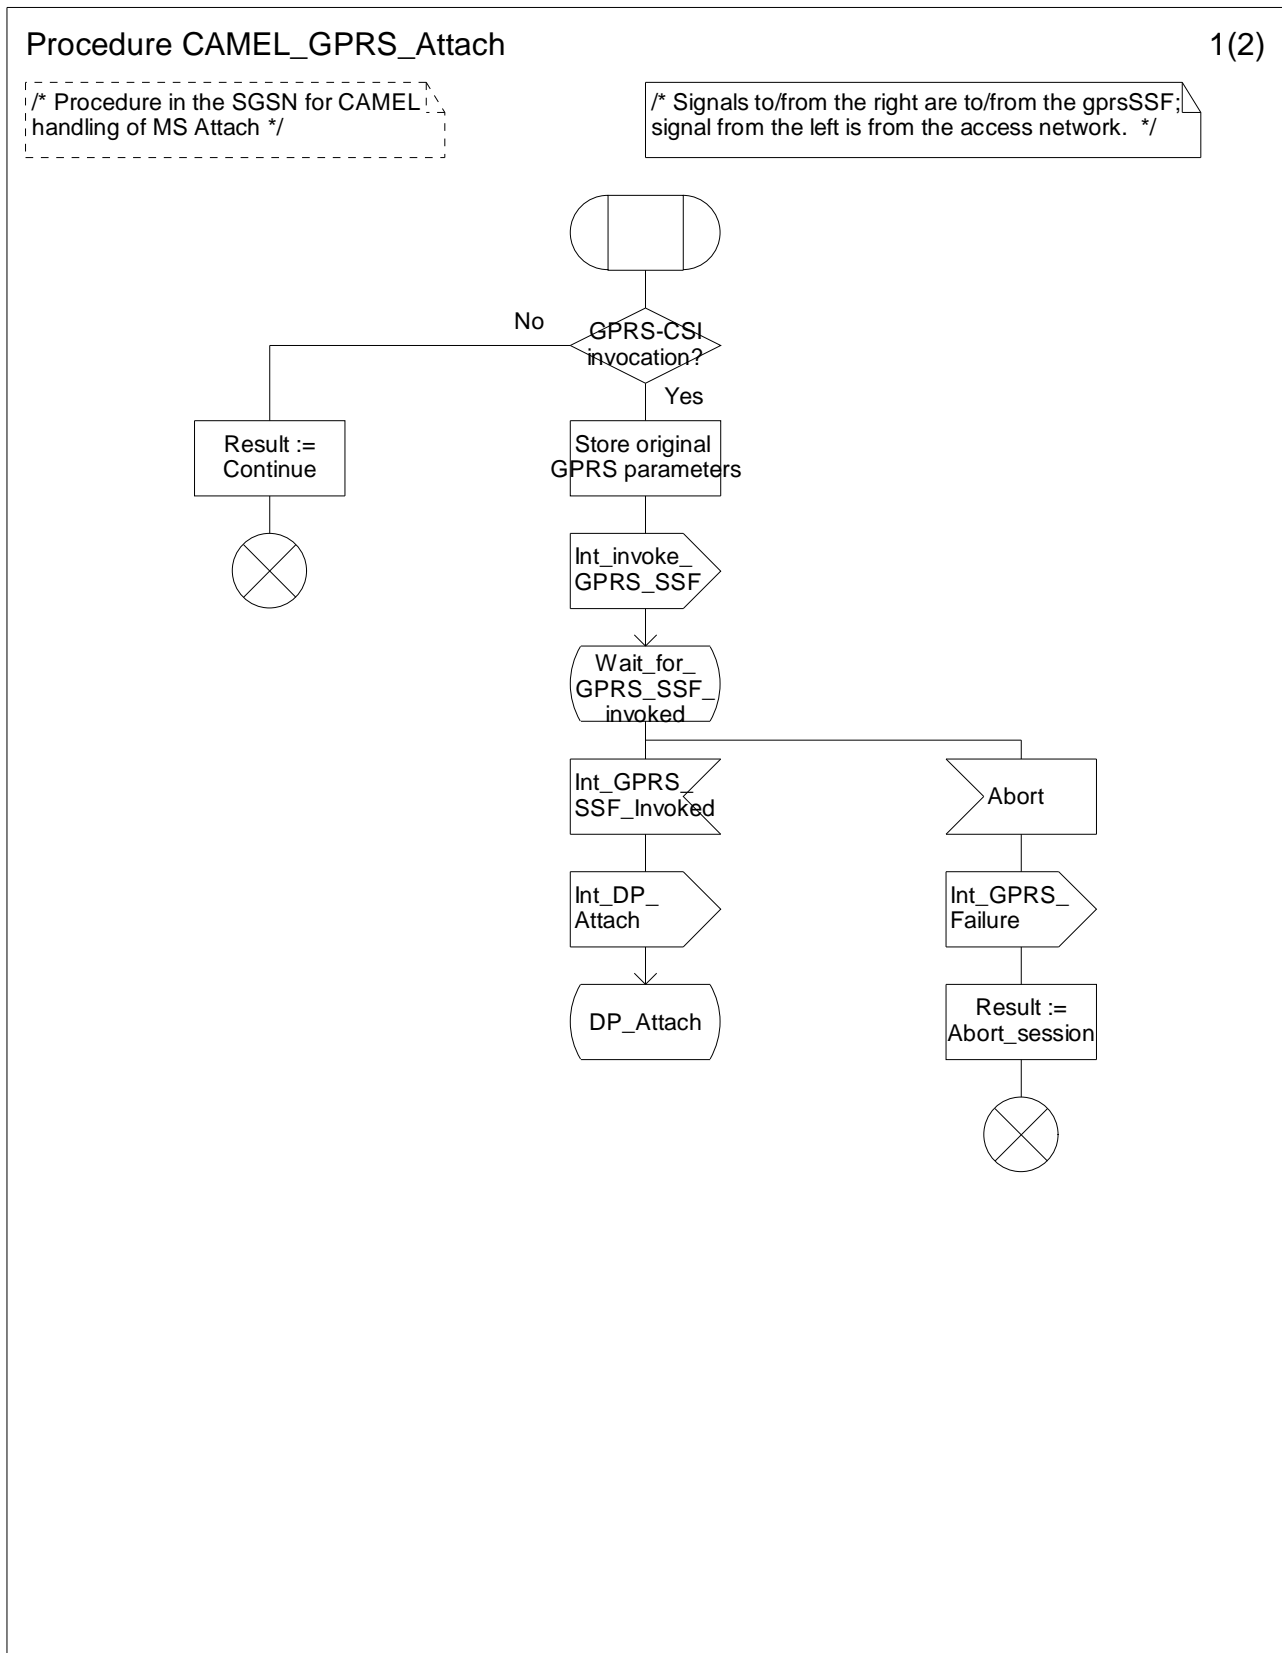 Procedure CAMEL_GPRS_Attach
1(2)
/* Procedure in the SGSN for CAMEL
handling of MS Attach */
/* Signals to/from the right are to/from the gprsSSF;
signal from the left is from the access network.  */
No
GPRS-CSI
invocation?
Yes
Result :=
Continue
Store original
GPRS parameters
Int_invoke_
GPRS_SSF
Wait_for_
GPRS_SSF_
invoked
Int_GPRS_
SSF_Invoked
Abort
Int_DP_
Attach
Int_GPRS_
Failure
DP_Attach
Result :=
Abort_session